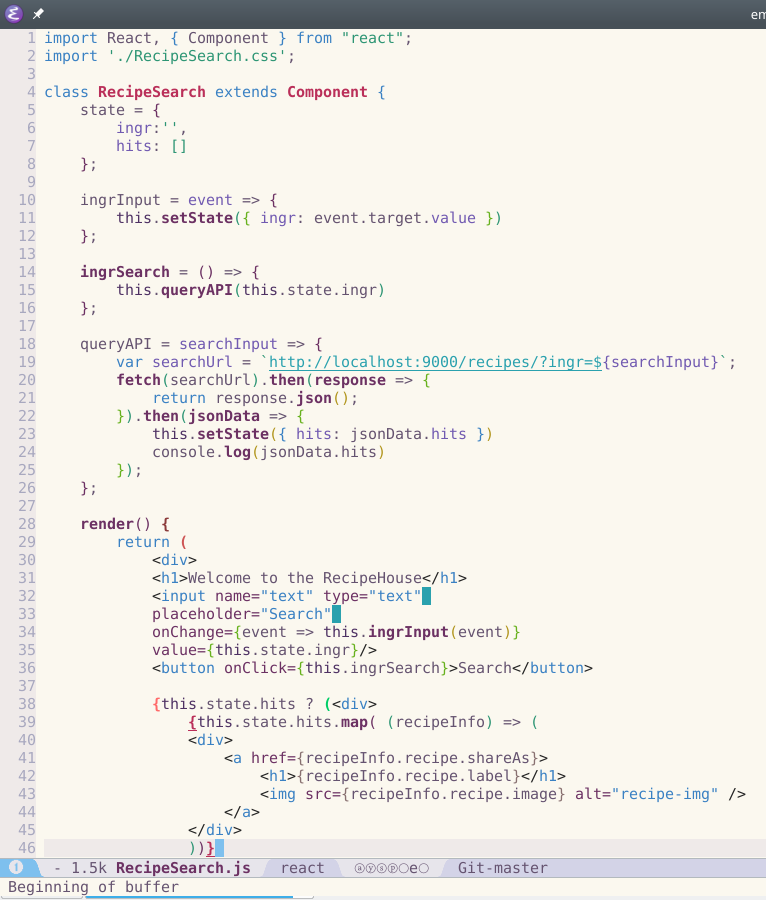 em
1 import React, { Component } from "react";
2 import './RecipeSearch.css';
3
4 class RecipeSearch extends Component {
5     state = {
6         ingr:'',
7         hits: []
8     };
9
10     ingrInput = event => {
11         this.setState({ ingr: event.target.value })
12     };
13
14     ingrSearch = () => {
15         this.queryAPI(this.state.ingr)
16     };
17
18     queryAPI = searchInput => {
19         var searchUrl = `http://localhost:9000/recipes/?ingr=${searchInput}`;
20         fetch(searchUrl).then(response => {
21             return response.json();
22         }).then(jsonData => {
23             this.setState({ hits: jsonData.hits })
24             console.log(jsonData.hits)
25         });
26     };
27
28     render() {
29         return (
30             <div>
31             <h1>Welcome to the RecipeHouse</h1>
32             <input name="text" type="text"
33             placeholder="Search"
34             onChange={event => this.ingrInput(event)}
35             value={this.state.ingr}/>
36             <button onClick={this.ingrSearch}>Search</button>
37
38             {this.state.hits ? (<div>
39                 {this.state.hits.map( (recipeInfo) => (
40                 <div>
41                     <a href={recipeInfo.recipe.shareAs}>
42                         <h1>{recipeInfo.recipe.label}</h1>
43                         <img src={recipeInfo.recipe.image} alt="recipe-img" />
44                     </a>
45                 </div>
46                 ))}
- 1.5k RecipeSearch.js react ⓐⓨⓢⓟ○e○ Git-master
Beginning of buffer